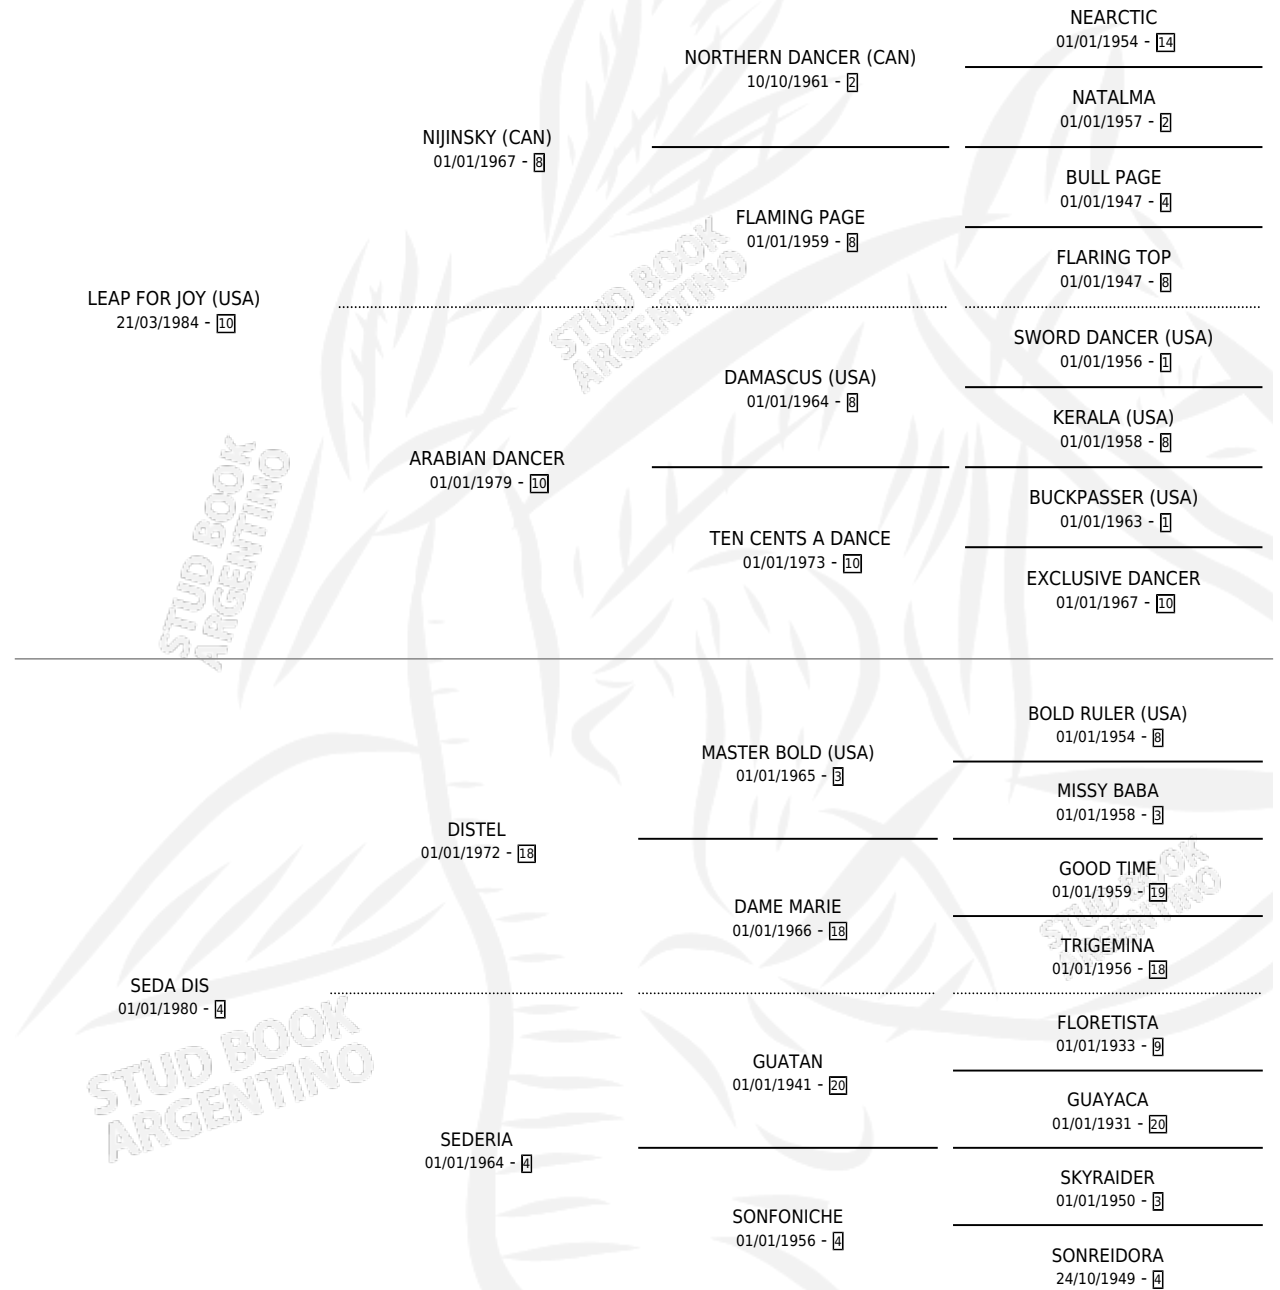 NEARCTIC
01/01/1954 - 14
NORTHERN DANCER (CAN)
10/10/1961 - 2
NATALMA
01/01/1957 - 2
NIJINSKY (CAN)
01/01/1967 - 8
BULL PAGE
01/01/1947 - 4
FLAMING PAGE
01/01/1959 - 8
FLARING TOP
01/01/1947 - 8
LEAP FOR JOY (USA)
21/03/1984 - 10
SWORD DANCER (USA)
01/01/1956 - 1
DAMASCUS (USA)
01/01/1964 - 8
KERALA (USA)
01/01/1958 - 8
ARABIAN DANCER
01/01/1979 - 10
BUCKPASSER (USA)
01/01/1963 - 1
TEN CENTS A DANCE
01/01/1973 - 10
EXCLUSIVE DANCER
01/01/1967 - 10
BOLD RULER (USA)
01/01/1954 - 8
MASTER BOLD (USA)
01/01/1965 - 3
MISSY BABA
01/01/1958 - 3
DISTEL
01/01/1972 - 18
GOOD TIME
01/01/1959 - 19
DAME MARIE
01/01/1966 - 18
TRIGEMINA
01/01/1956 - 18
SEDA DIS
01/01/1980 - 4
FLORETISTA
01/01/1933 - 9
GUATAN
01/01/1941 - 20
GUAYACA
01/01/1931 - 20
SEDERIA
01/01/1964 - 4
SKYRAIDER
01/01/1950 - 3
SONFONICHE
01/01/1956 - 4
SONREIDORA
24/10/1949 - 4
STUD BOOK
ARGENTINO
STUD BOOK
ARGENTINO
STUD BOOK
ARGENTINO
STUD BOOK
ARGENTINO